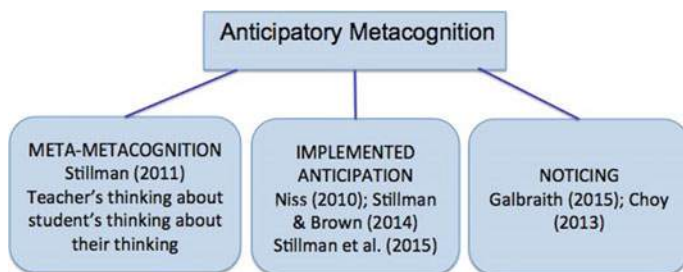 Anticipatory Metacognition
META-METACOGNITION
Stillman (2011)
Teacher's thinking about
student's thinking about
their thinking
IMPLEMENTED
ANTICIPATION
Niss (2010); Stillman
& Brown (2014)
Stillman et al. (2015)
NOTICING
Galbraith (2015); Choy
(2013)